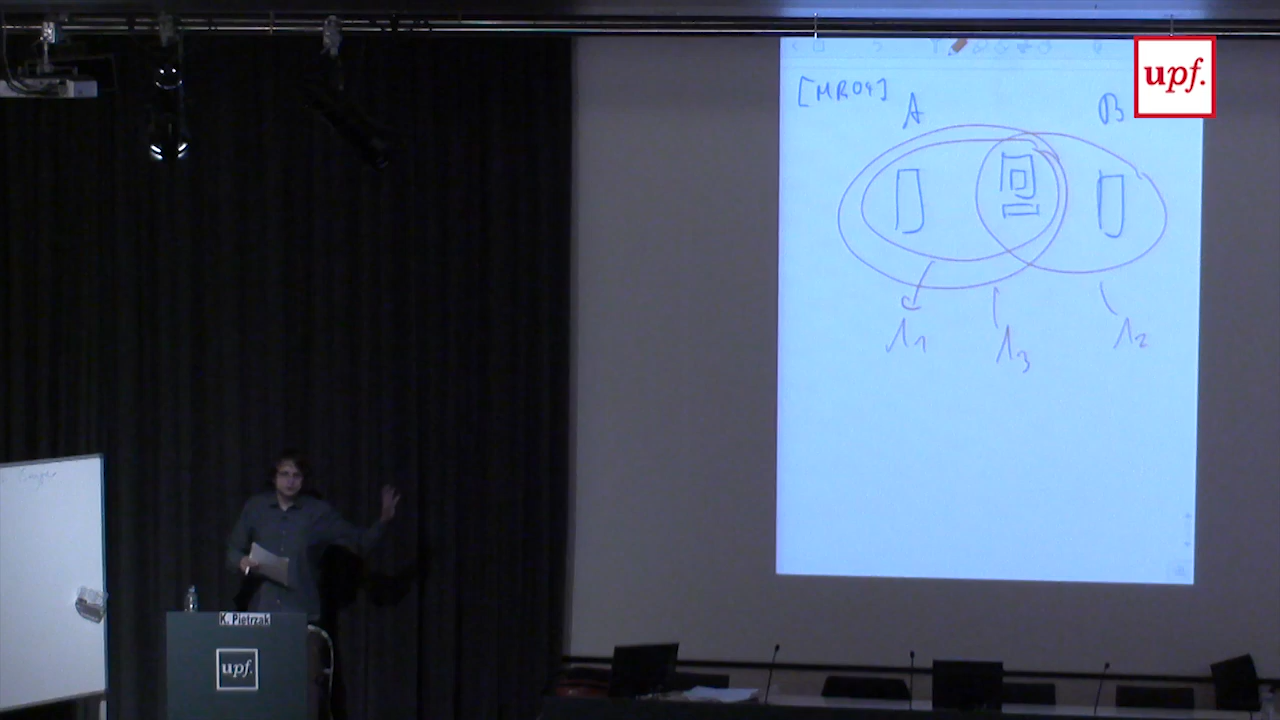 upf.
[MR04]
A
B
Λ1
Λ3
Λ2
K. Pietrzak
upf.